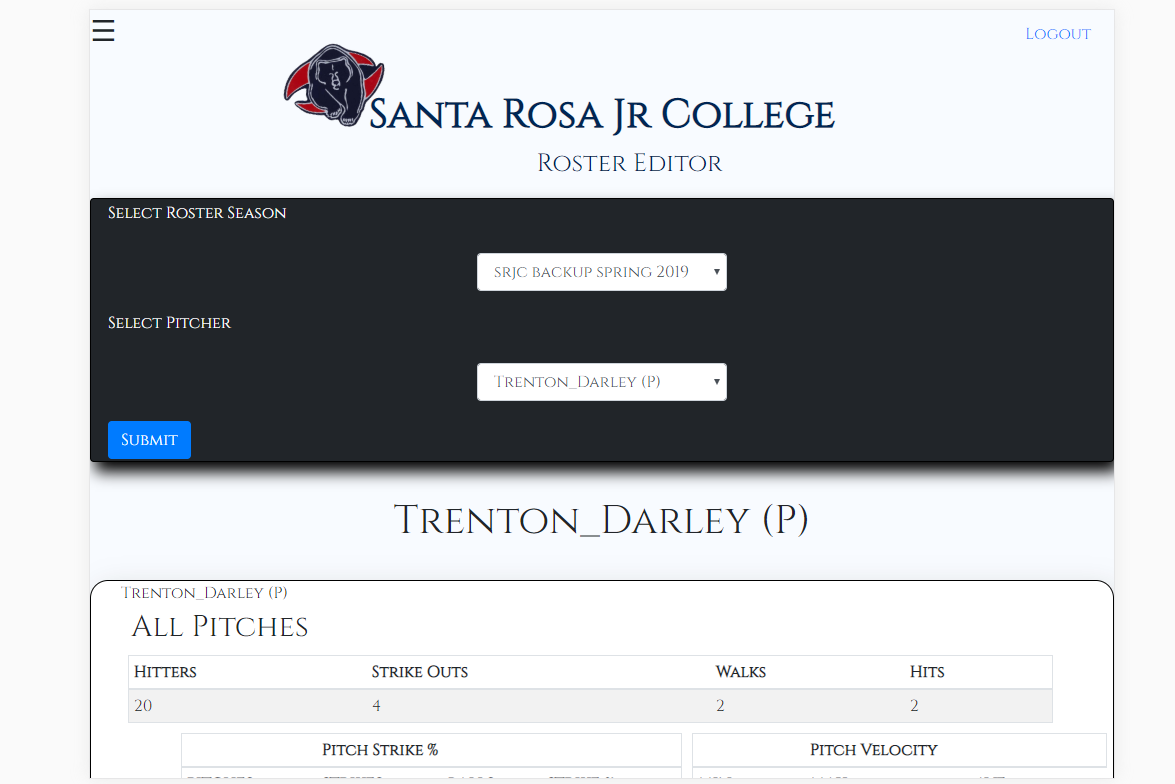 ☰
Logout
Santa Rosa Jr College
Roster Editor
Select Roster Season
srjc backup spring 2019
Select Pitcher
Trenton_Darley (P)
Submit
Trenton_Darley (P)
Trenton_Darley (P)
All Pitches
Hitters Strike Outs Walks Hits
20 4 2 2
Pitch Strike % Pitch Velocity